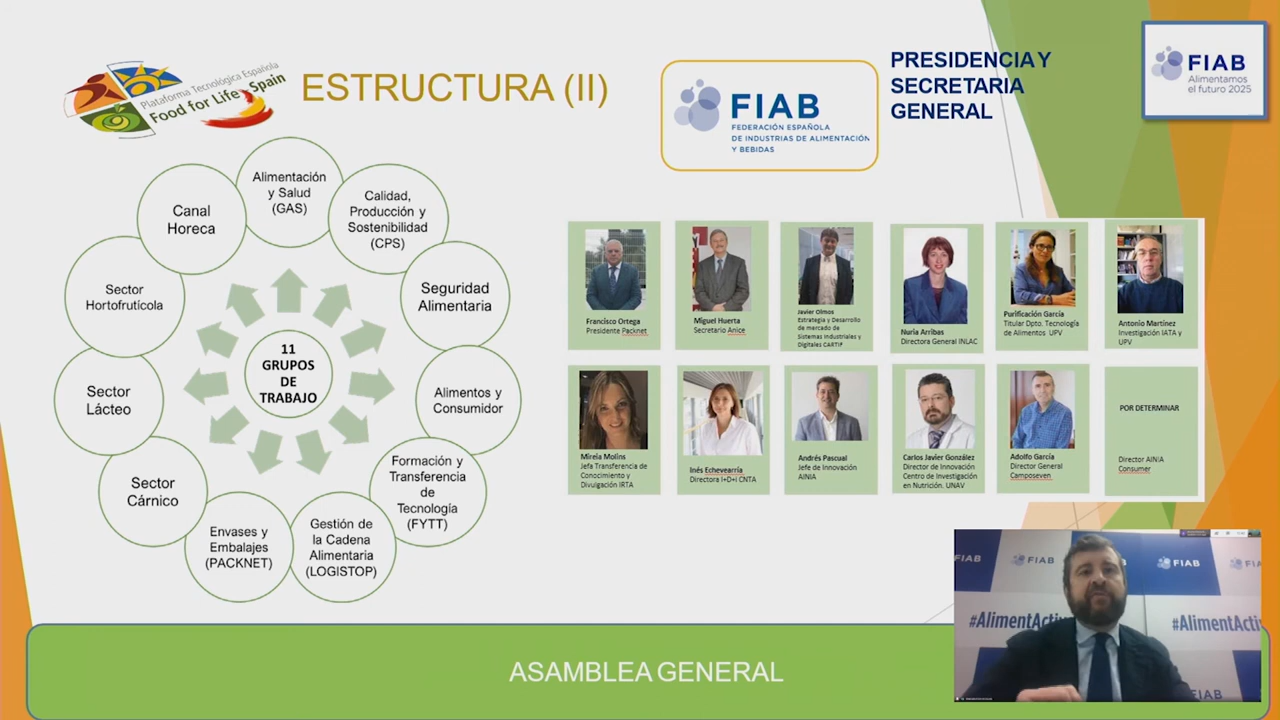 Plataforma Tecnológica Española
Food for Life Spain
ESTRUCTURA (II)
FIAB
FEDERACIÓN ESPAÑOLA
DE INDUSTRIAS DE ALIMENTACIÓN
Y BEBIDAS
PRESIDENCIA Y
SECRETARIA
GENERAL
FIAB
Alimentamos
el futuro 2025
Alimentación
y Salud
(GAS)
Calidad,
Producción y
Sostenibilidad
(CPS)
Seguridad
Alimentaria
Alimentos y
Consumidor
Formación y
Transferencia
de
Tecnología
(FYTT)
Gestión de
la Cadena
Alimentaria
(LOGISTOP)
Envases y
Embalajes
(PACKNET)
Sector
Cárnico
Sector
Lácteo
Sector
Hortofrutícola
Canal
Horeca
11
GRUPOS
DE
TRABAJO
Francisco Ortega
Presidente Packnet
Miguel Huerta
Secretario Anice
Javier Olmos
Estrategia y Desarrollo
de mercado de
Sistemas Industriales y
Digitales CARTIF
Nuria Arribas
Directora General INLAC
Purificación García
Titular Dpto. Tecnología
de Alimentos UPV
Antonio Martínez
Investigación IATA y
UPV
Mireia Molins
Jefa Transferencia de
Conocimiento y
Divulgación IRTA
Inés Echevearría
Directora I+D+i CNTA
Andrés Pascual
Jefe de Innovación
AINIA
Carlos Javier González
Director de Innovación
Centro de Investigación
en Nutrición. UNAV
Adolfo García
Director General
Camposeven
POR DETERMINAR
Director AINIA
Consumer
FIAB
FIAB
FI
#AlimentActiv
#AlimentActi
FIAB
ASAMBLEA GENERAL